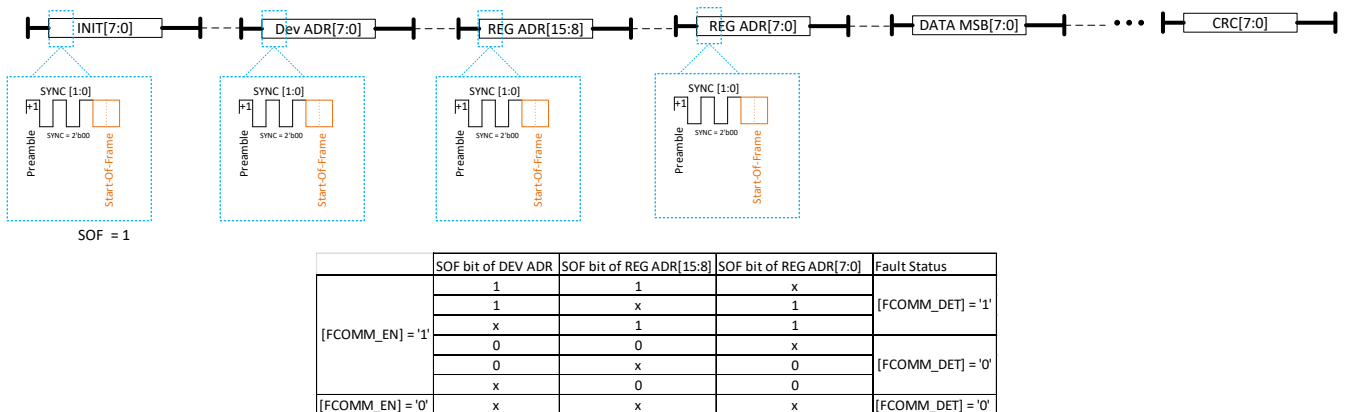 INIT[7:0]
Dev ADR[7:0]
REG ADR[15:8]
REG ADR[7:0]
DATA MSB[7:0]
CRC[7:0]
SYNC [1:0]
+1
SYNC = 2'b00
Preamble
Start-Of-Frame
SYNC [1:0]
+1
SYNC = 2'b00
Preamble
Start-Of-Frame
SYNC [1:0]
+1
SYNC = 2'b00
Preamble
Start-Of-Frame
SYNC [1:0]
+1
SYNC = 2'b00
Preamble
Start-Of-Frame
SOF = 1
SOF bit of DEV ADR SOF bit of REG ADR[15:8] SOF bit of REG ADR[7:0] Fault Status
[FCOMM_EN] = '1'
1 1 x
1 x 1
x 1 1
[FCOMM_DET] = '1'
0 0 x
0 x 0
x 0 0
[FCOMM_DET] = '0'
[FCOMM_EN] = '0' x x x [FCOMM_DET] = '0'